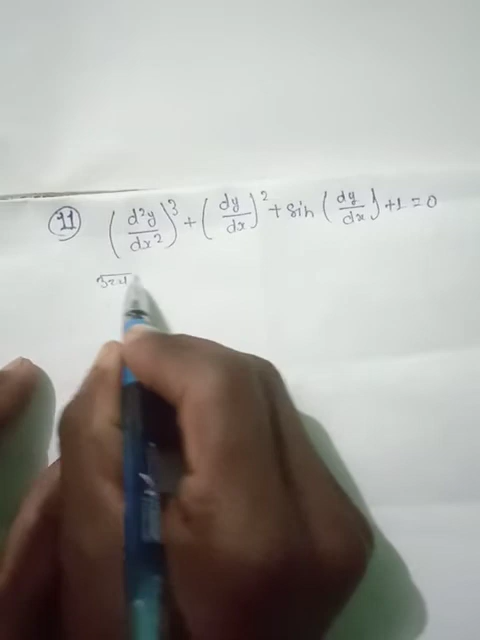 11 (d²y/dx²)³ + (dy/dx)² + sin (dy/dx) + 1 = 0